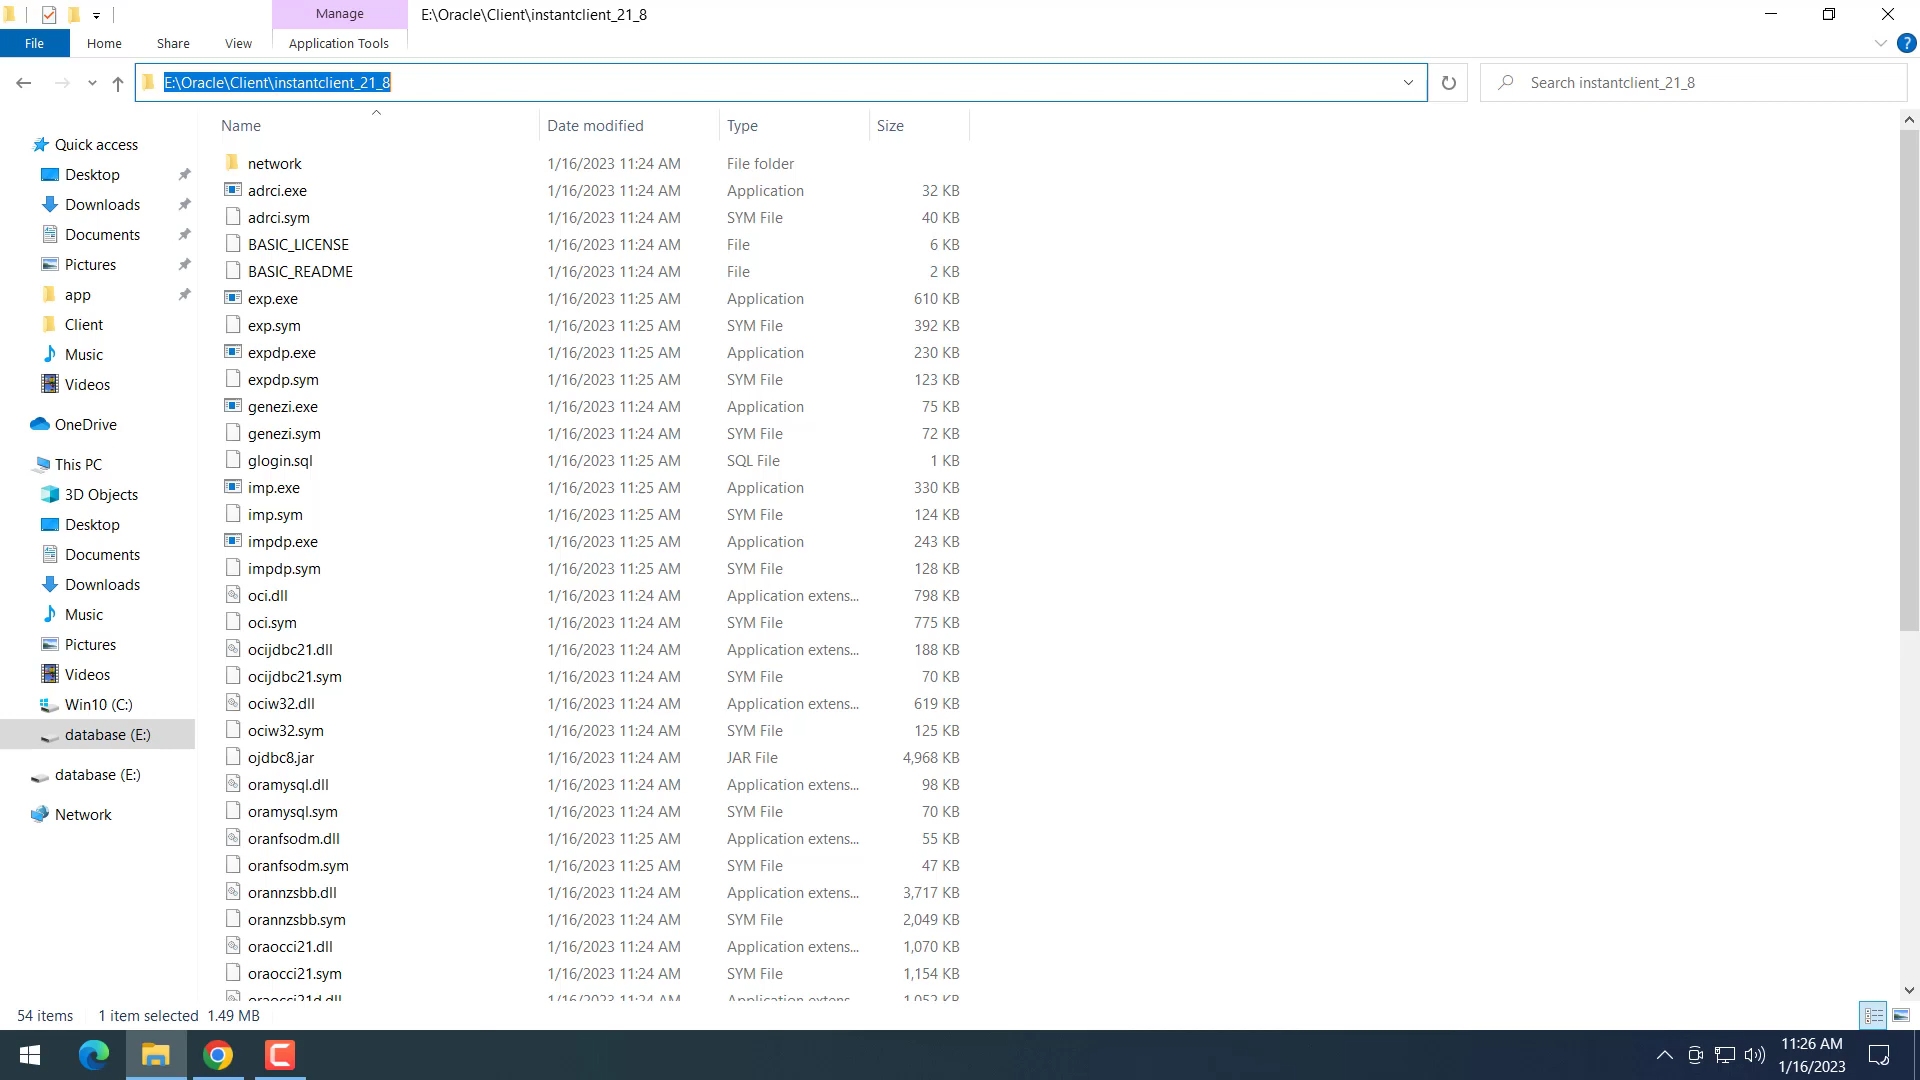 Manage
E:\Oracle\Client\instantclient_21_8
File
Home
Share
View
Application Tools
?
E:\Oracle\Client\instantclient_21_8
Search instantclient_21_8
Name
Date modified
Type
Size
Quick access
Desktop
Downloads
Documents
Pictures
app
Client
Music
Videos
OneDrive
This PC
3D Objects
Desktop
Documents
Downloads
Music
Pictures
Videos
Win10 (C:)
database (E:)
database (E:)
Network
network 1/16/2023 11:24 AM File folder
adrci.exe 1/16/2023 11:24 AM Application 32 KB
adrci.sym 1/16/2023 11:24 AM SYM File 40 KB
BASIC_LICENSE 1/16/2023 11:24 AM File 6 KB
BASIC_README 1/16/2023 11:24 AM File 2 KB
exp.exe 1/16/2023 11:25 AM Application 610 KB
exp.sym 1/16/2023 11:25 AM SYM File 392 KB
expdp.exe 1/16/2023 11:25 AM Application 230 KB
expdp.sym 1/16/2023 11:25 AM SYM File 123 KB
genezi.exe 1/16/2023 11:24 AM Application 75 KB
genezi.sym 1/16/2023 11:24 AM SYM File 72 KB
glogin.sql 1/16/2023 11:25 AM SQL File 1 KB
imp.exe 1/16/2023 11:25 AM Application 330 KB
imp.sym 1/16/2023 11:25 AM SYM File 124 KB
impdp.exe 1/16/2023 11:25 AM Application 243 KB
impdp.sym 1/16/2023 11:25 AM SYM File 128 KB
oci.dll 1/16/2023 11:24 AM Application extens... 798 KB
oci.sym 1/16/2023 11:24 AM SYM File 775 KB
ocijdbc21.dll 1/16/2023 11:24 AM Application extens... 188 KB
ocijdbc21.sym 1/16/2023 11:24 AM SYM File 70 KB
ociw32.dll 1/16/2023 11:24 AM Application extens... 619 KB
ociw32.sym 1/16/2023 11:24 AM SYM File 125 KB
ojdbc8.jar 1/16/2023 11:24 AM JAR File 4,968 KB
oramysql.dll 1/16/2023 11:24 AM Application extens... 98 KB
oramysql.sym 1/16/2023 11:24 AM SYM File 70 KB
oranfsodm.dll 1/16/2023 11:25 AM Application extens... 55 KB
oranfsodm.sym 1/16/2023 11:25 AM SYM File 47 KB
orannzsbb.dll 1/16/2023 11:24 AM Application extens... 3,717 KB
orannzsbb.sym 1/16/2023 11:24 AM SYM File 2,049 KB
oraocci21.dll 1/16/2023 11:24 AM Application extens... 1,070 KB
oraocci21.sym 1/16/2023 11:24 AM SYM File 1,154 KB
oraocci21d.dll 1/16/2023 11:24 AM Application extens... 1,052 KB
54 items 1 item selected 1.49 MB
11:26 AM
1/16/2023